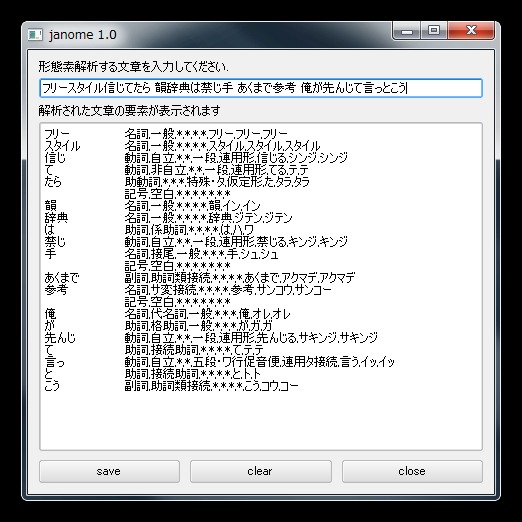 janome 1.0
形態素解析する文章を入力してください.
フリースタイル信じてたら 韻辞典は禁じ手 あくまで参考 俺が先んじて言っとこう
解析された文章の要素が表示されます
フリー 名詞,一般,*,*,*,*,フリー,フリー,フリー
スタイル 名詞,一般,*,*,*,*,スタイル,スタイル,スタイル
信じ 動詞,自立,*,*,一段,連用形,信じる,シンジ,シンジ
て 動詞,非自立,*,*,一段,連用形,てる,テ,テ
たら 助動詞,*,*,*,特殊・タ,仮定形,た,タラ,タラ
記号,空白,*,*,*,*,*,*,*
韻 名詞,一般,*,*,*,*,韻,イン,イン
辞典 名詞,一般,*,*,*,*,辞典,ジテン,ジテン
は 助詞,係助詞,*,*,*,*,は,ハ,ワ
禁じ 動詞,自立,*,*,一段,連用形,禁じる,キンジ,キンジ
手 名詞,接尾,一般,*,*,*,手,シュ,シュ
記号,空白,*,*,*,*,*,*,*
あくまで 副詞,助詞類接続,*,*,*,*,あくまで,アクマデ,アクマデ
参考 名詞,サ変接続,*,*,*,*,参考,サンコウ,サンコー
記号,空白,*,*,*,*,*,*,*
俺 名詞,代名詞,一般,*,*,*,俺,オレ,オレ
が 助詞,格助詞,一般,*,*,*,が,ガ,ガ
先んじ 動詞,自立,*,*,一段,連用形,先んじる,サキンジ,サキンジ
て 助詞,接続助詞,*,*,*,*,て,テ,テ
言っ 動詞,自立,*,*,五段・ワ行促音便,連用タ接続,言う,イッ,イッ
と 助詞,接続助詞,*,*,*,*,と,ト,ト
こう 副詞,助詞類接続,*,*,*,*,こう,コウ,コー
save
clear
close